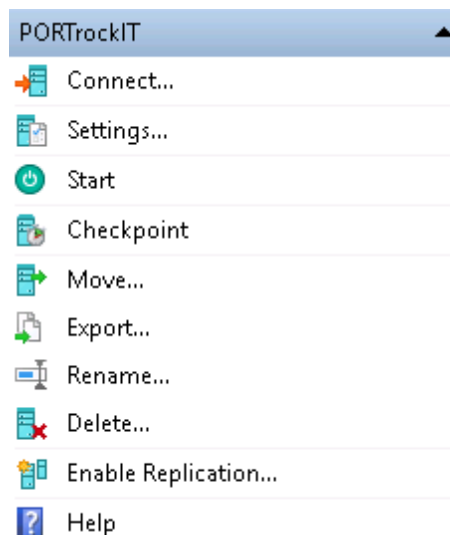 PORTrockIT
Connect...
Settings...
Start
Checkpoint
Move...
Export...
Rename...
Delete...
Enable Replication...
Help